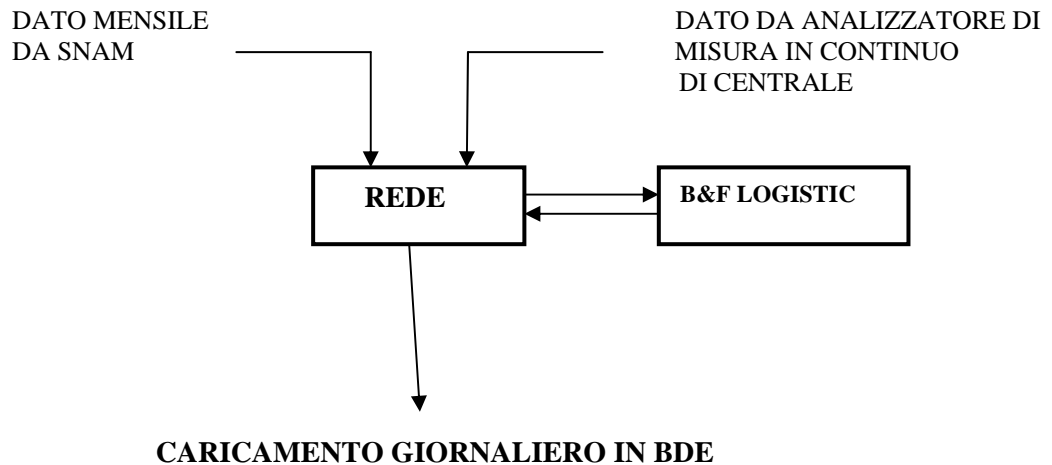 DATO MENSILE
DA SNAM
DATO DA ANALIZZATORE DI
MISURA IN CONTINUO
DI CENTRALE
REDE
B&F LOGISTIC
CARICAMENTO GIORNALIERO IN BDE